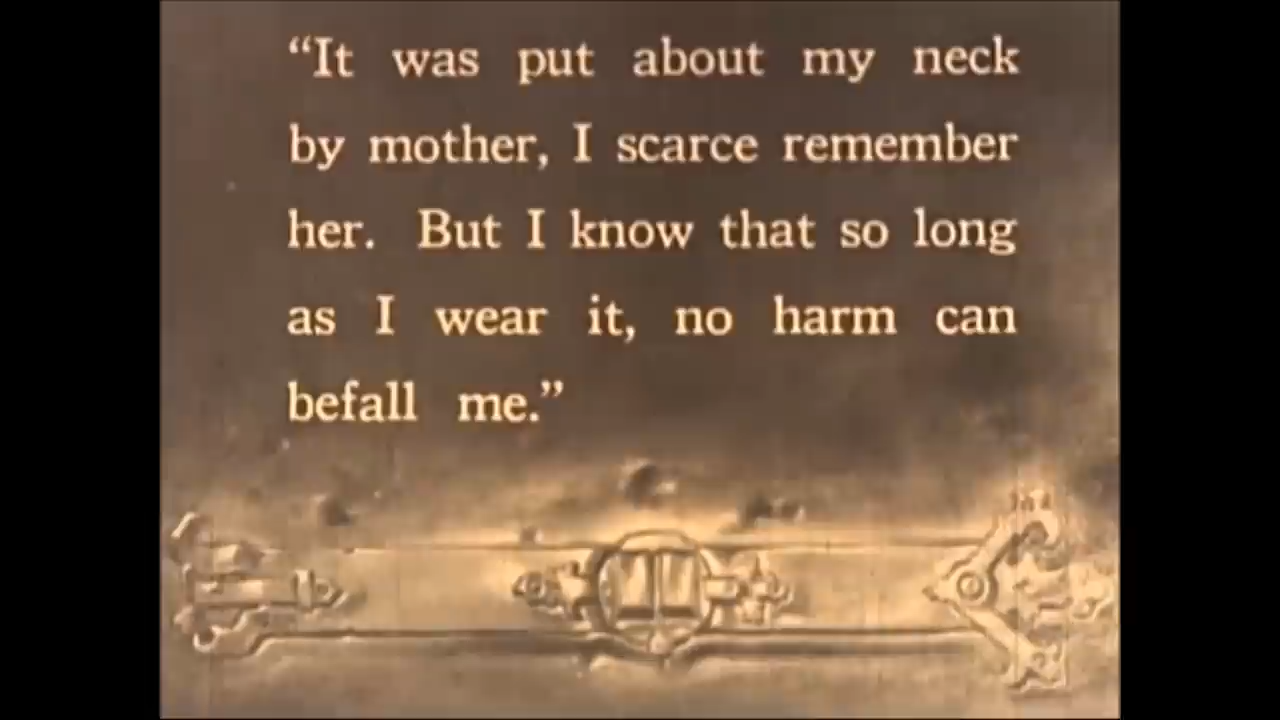 “It was put about my neck
by mother, I scarce remember
her. But I know that so long
as I wear it, no harm can
befall me.”